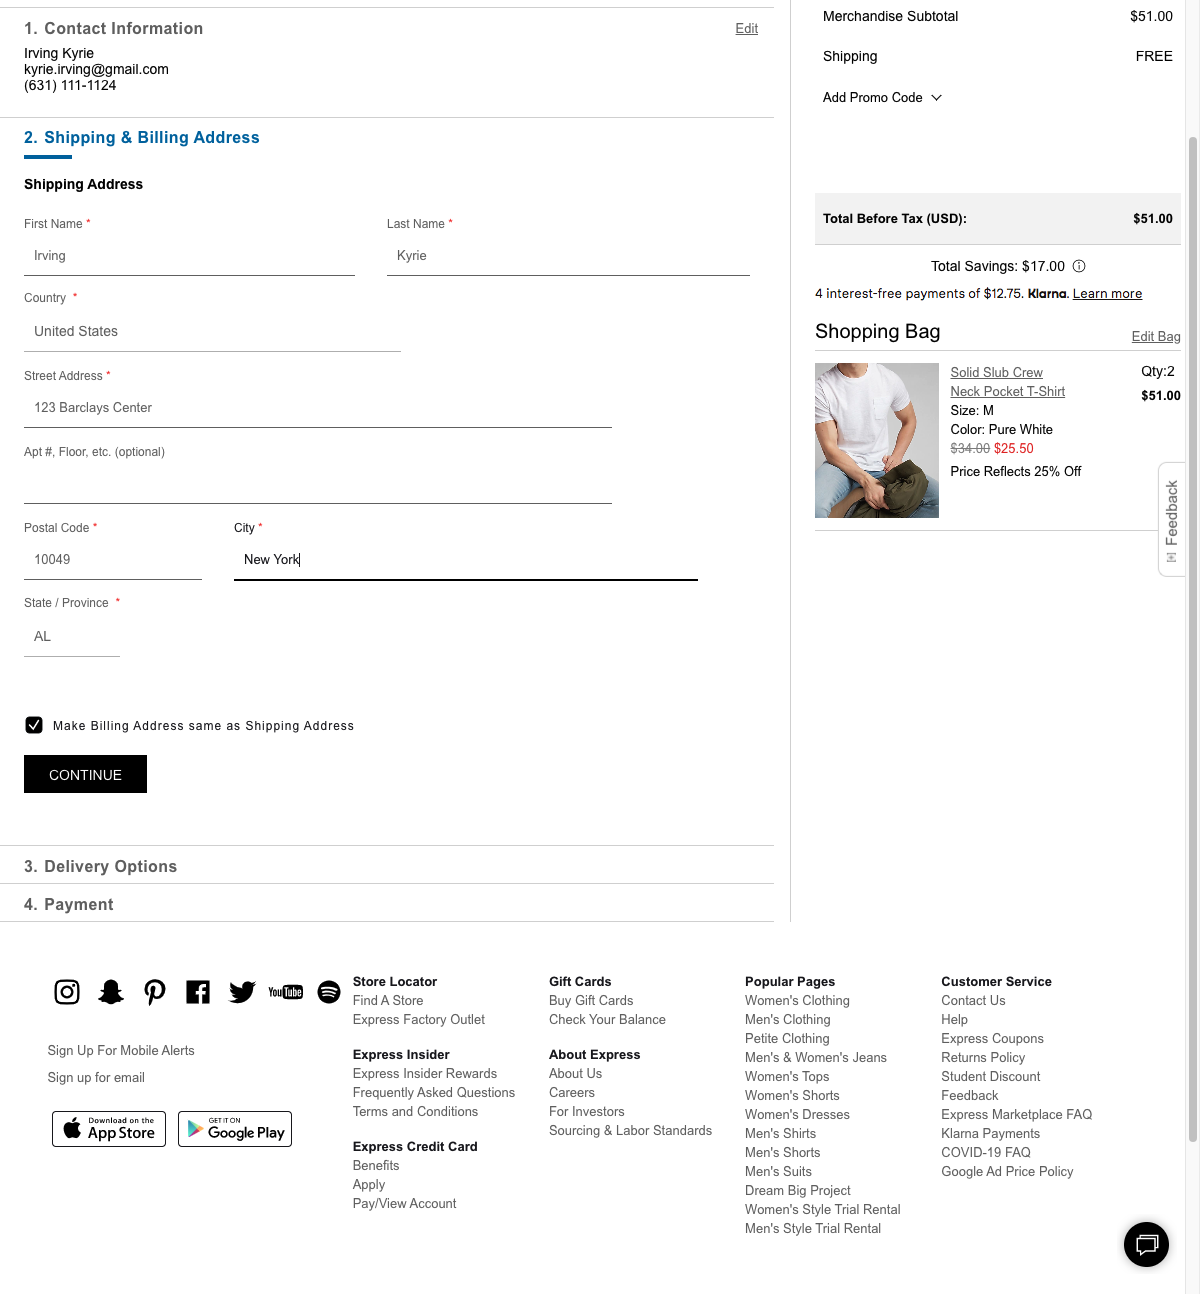 1. Contact Information
Edit
Irving Kyrie
kyrie.irving@gmail.com
(631) 111-1124
2. Shipping & Billing Address
Shipping Address
First Name *
Last Name *
Irving
Kyrie
Country *
United States
Street Address *
123 Barclays Center
Apt #, Floor, etc. (optional)
Postal Code *
City *
10049
New York
State / Province *
AL
Make Billing Address same as Shipping Address
CONTINUE
3. Delivery Options
4. Payment
Merchandise Subtotal
$51.00
Shipping
FREE
Add Promo Code
Total Before Tax (USD):
$51.00
Total Savings: $17.00
4 interest-free payments of $12.75. Klarna. Learn more
Shopping Bag
Edit Bag
Solid Slub Crew
Neck Pocket T-Shirt
Size: M
Color: Pure White
$34.00 $25.50
Price Reflects 25% Off
Qty:2
$51.00
Feedback
You Tube
Sign Up For Mobile Alerts
Sign up for email
Download on the
App Store
GET IT ON
Google Play
Store Locator
Find A Store
Express Factory Outlet
Express Insider
Express Insider Rewards
Frequently Asked Questions
Terms and Conditions
Express Credit Card
Benefits
Apply
Pay/View Account
Gift Cards
Buy Gift Cards
Check Your Balance
About Express
About Us
Careers
For Investors
Sourcing & Labor Standards
Popular Pages
Women's Clothing
Men's Clothing
Petite Clothing
Men's & Women's Jeans
Women's Tops
Women's Shorts
Women's Dresses
Men's Shirts
Men's Shorts
Men's Suits
Dream Big Project
Women's Style Trial Rental
Men's Style Trial Rental
Customer Service
Contact Us
Help
Express Coupons
Returns Policy
Student Discount
Feedback
Express Marketplace FAQ
Klarna Payments
COVID-19 FAQ
Google Ad Price Policy